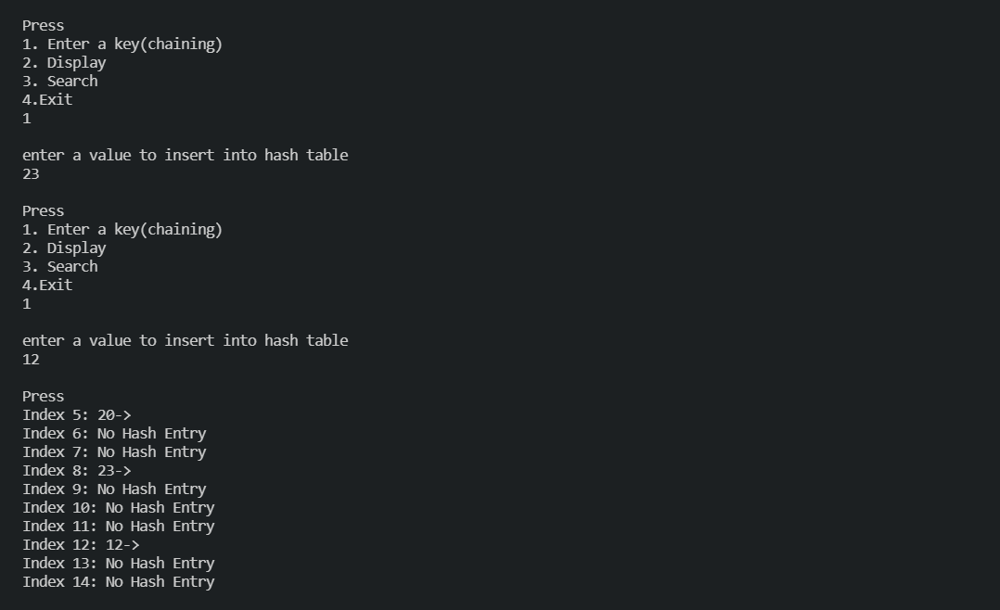 Press
1. Enter a key(chaining)
2. Display
3. Search
4.Exit
1
enter a value to insert into hash table
23
Press
1. Enter a key(chaining)
2. Display
3. Search
4.Exit
1
enter a value to insert into hash table
12
Press
Index 5: 20->
Index 6: No Hash Entry
Index 7: No Hash Entry
Index 8: 23->
Index 9: No Hash Entry
Index 10: No Hash Entry
Index 11: No Hash Entry
Index 12: 12->
Index 13: No Hash Entry
Index 14: No Hash Entry